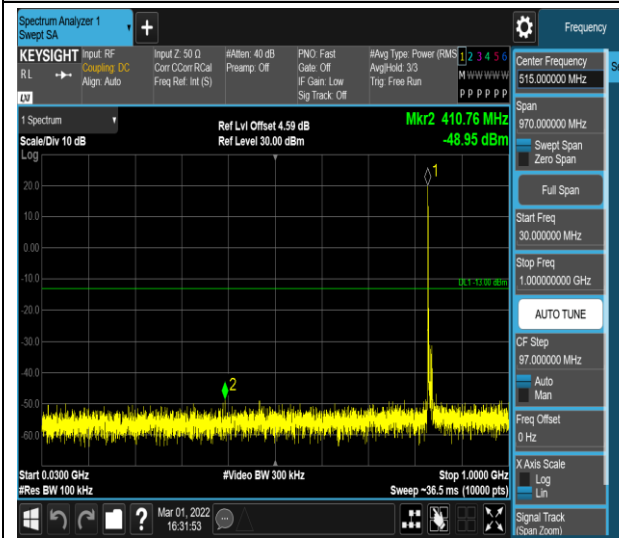 Spectrum Analyzer 1
Swept SA
+
Frequency
KEYSIGHT
RL
LXI
Input: RF
Coupling: DC
Align: Auto
Input Z: 50 Ω
Corr CCorr RCal
Freq Ref: Int (S)
#Atten: 40 dB
Preamp: Off
PNO: Fast
Gate: Off
IF Gain: Low
Sig Track: Off
#Avg Type: Power (RMS
Avg|Hold: 3/3
Trig: Free Run
1 2 3 4 5 6
M W W W W W
P P P P P P
1 Spectrum
Scale/Div 10 dB
Log
Ref Lvl Offset 4.59 dB
Ref Level 30.00 dBm
Mkr2 410.76 MHz
-48.95 dBm
1
20.0
10.0
0.00
-10.0
DL1 -13.00 dBm
-20.0
-30.0
-40.0
2
-50.0
-60.0
Start 0.0300 GHz
#Res BW 100 kHz
#Video BW 300 kHz
Stop 1.0000 GHz
Sweep ~36.5 ms (10000 pts)
?
Mar 01, 2022
16:31:53
Center Frequency
515.000000 MHz
Span
970.000000 MHz
Swept Span
Zero Span
Full Span
Start Freq
30.000000 MHz
Stop Freq
1.000000000 GHz
AUTO TUNE
CF Step
97.000000 MHz
Auto
Man
Freq Offset
0 Hz
X Axis Scale
Log
Lin
Signal Track
(Span Zoom)